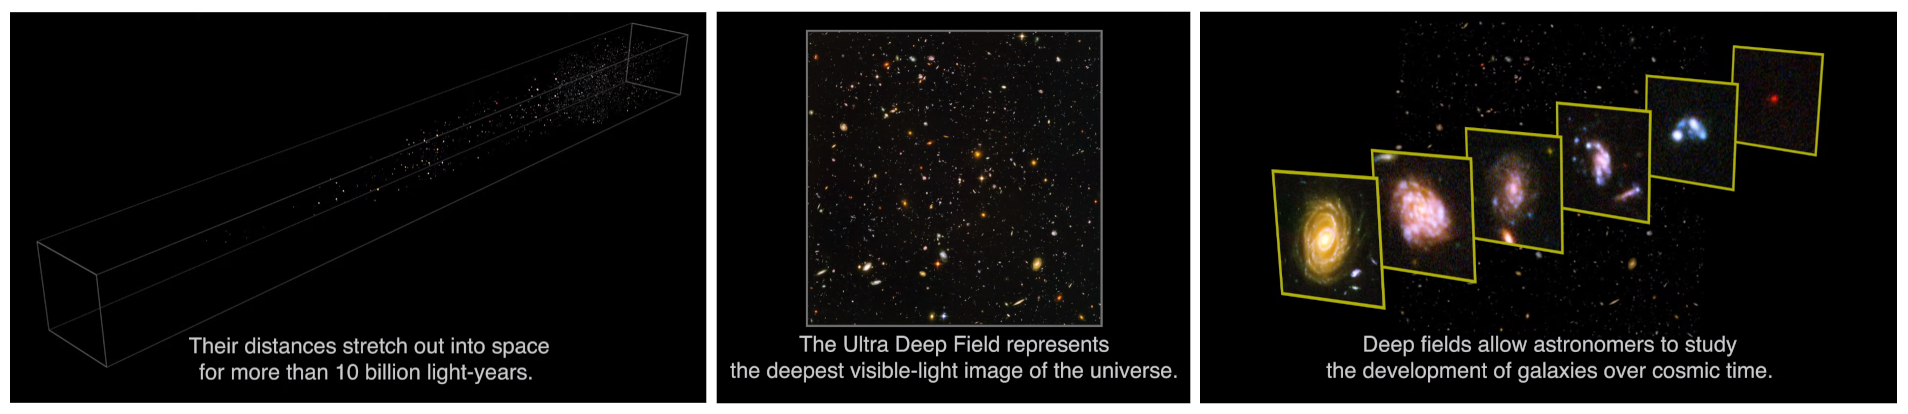 Their distances stretch out into space
for more than 10 billion light-years.
The Ultra Deep Field represents
the deepest visible-light image of the universe.
Deep fields allow astronomers to study
the development of galaxies over cosmic time.